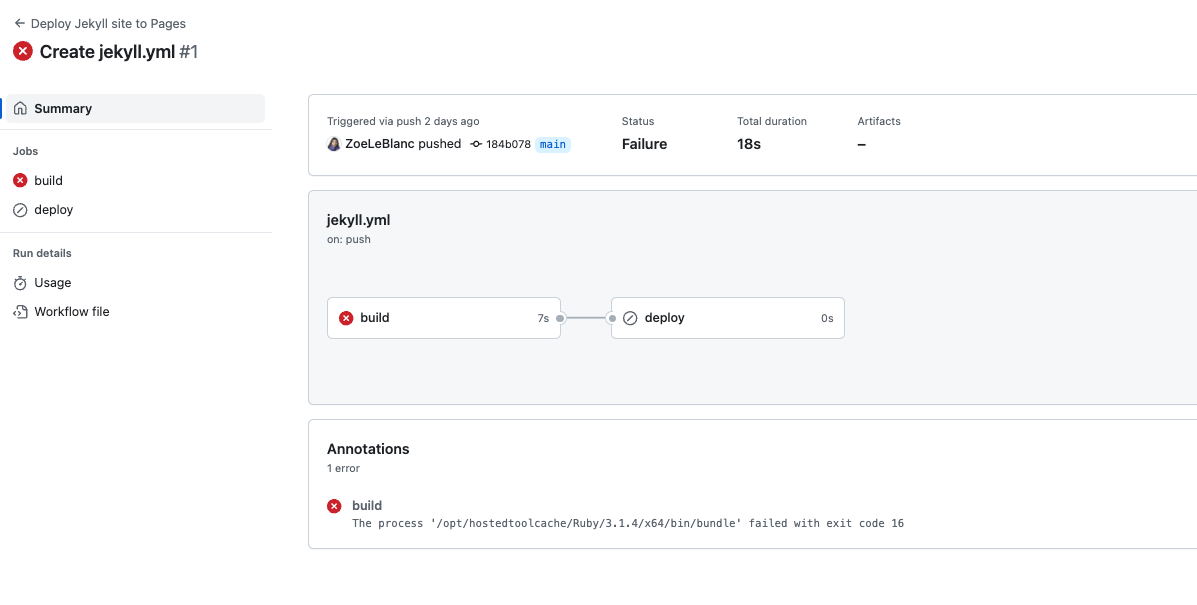 ← Deploy Jekyll site to Pages
Create jekyll.yml #1
Summary
Jobs
build
deploy
Run details
Usage
Workflow file
Triggered via push 2 days ago
ZoeLeBlanc pushed 184b078 main
Status
Failure
Total duration
18s
Artifacts
–
jekyll.yml
on: push
build 7s
deploy 0s
Annotations
1 error
build
The process '/opt/hostedtoolcache/Ruby/3.1.4/x64/bin/bundle' failed with exit code 16